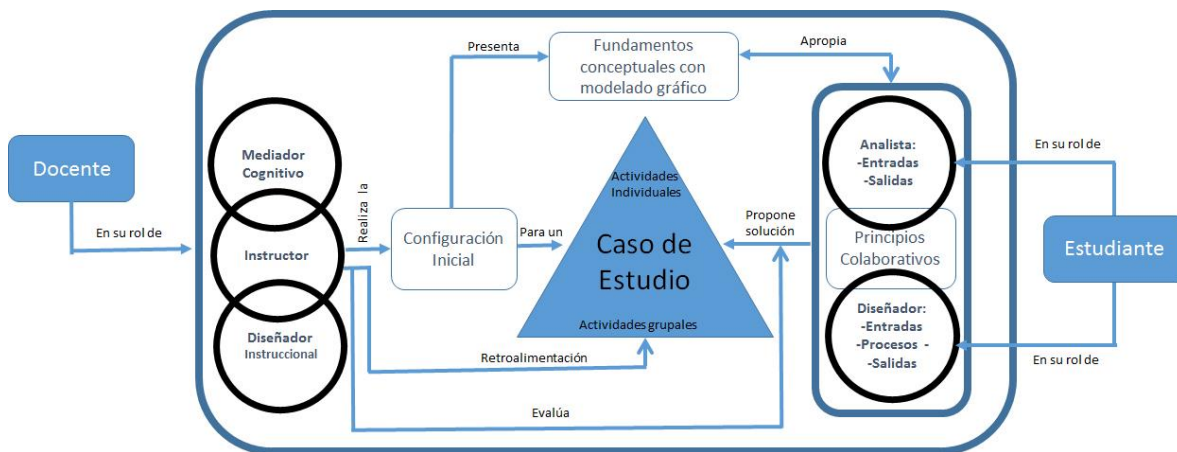 Presenta
Fundamentos
conceptuales con
modelado gráfico
Apropia
Docente
En su rol de
Mediador
Cognitivo
Instructor
Diseñador
Instruccional
Realiza la
Configuración
Inicial
Para un
Actividades
Individuales
Caso de
Estudio
Actividades grupales
Retroalimentación
Evalúa
Propone
solución
Analista:
-Entradas
-Salidas
Principios
Colaborativos
Diseñador:
-Entradas
-Procesos -
-Salidas
En su rol de
Estudiante
En su rol de